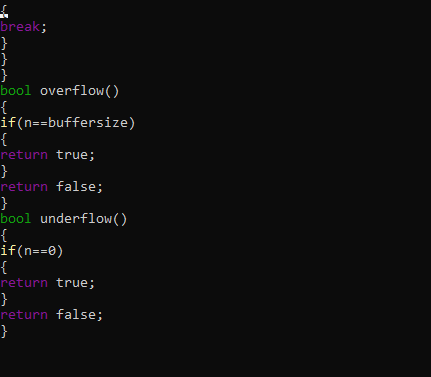 {
break;
}
}
}
bool overflow()
{
if(n==buffersize)
{
return true;
}
return false;
}
bool underflow()
{
if(n==0)
{
return true;
}
return false;
}